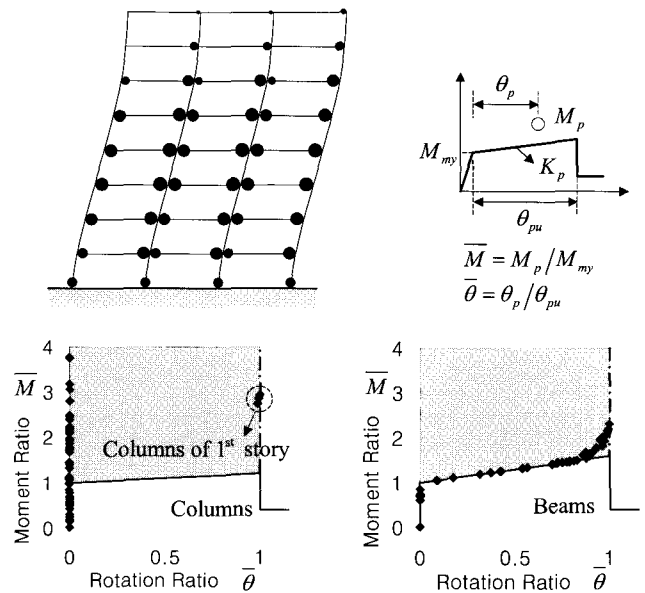 θp
Mp
Mmy
Kp
θpu
M̅ = Mp/Mmy
θ̅ = θp/θpu
4
M̅
3
2
1
0
Moment Ratio
Columns of 1st story
Columns
0
0.5
1
Rotation Ratio θ̅
4
M̅
3
2
1
0
Moment Ratio
Beams
0
0.5
1
Rotation Ratio θ̅